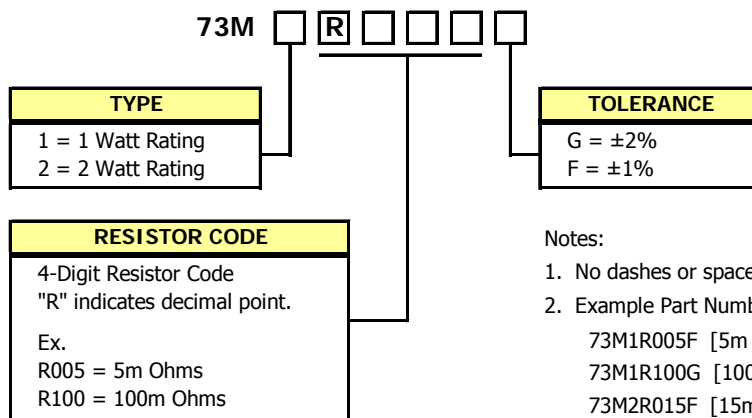 73M R
TYPE
1 = 1 Watt Rating
2 = 2 Watt Rating
TOLERANCE
G = ±2%
F = ±1%
RESISTOR CODE
4-Digit Resistor Code
"R" indicates decimal point.
Ex.
R005 = 5m Ohms
R100 = 100m Ohms
Notes:
1. No dashes or space
2. Example Part Numb
73M1R005F [5m
73M1R100G [100
73M2R015F [15m